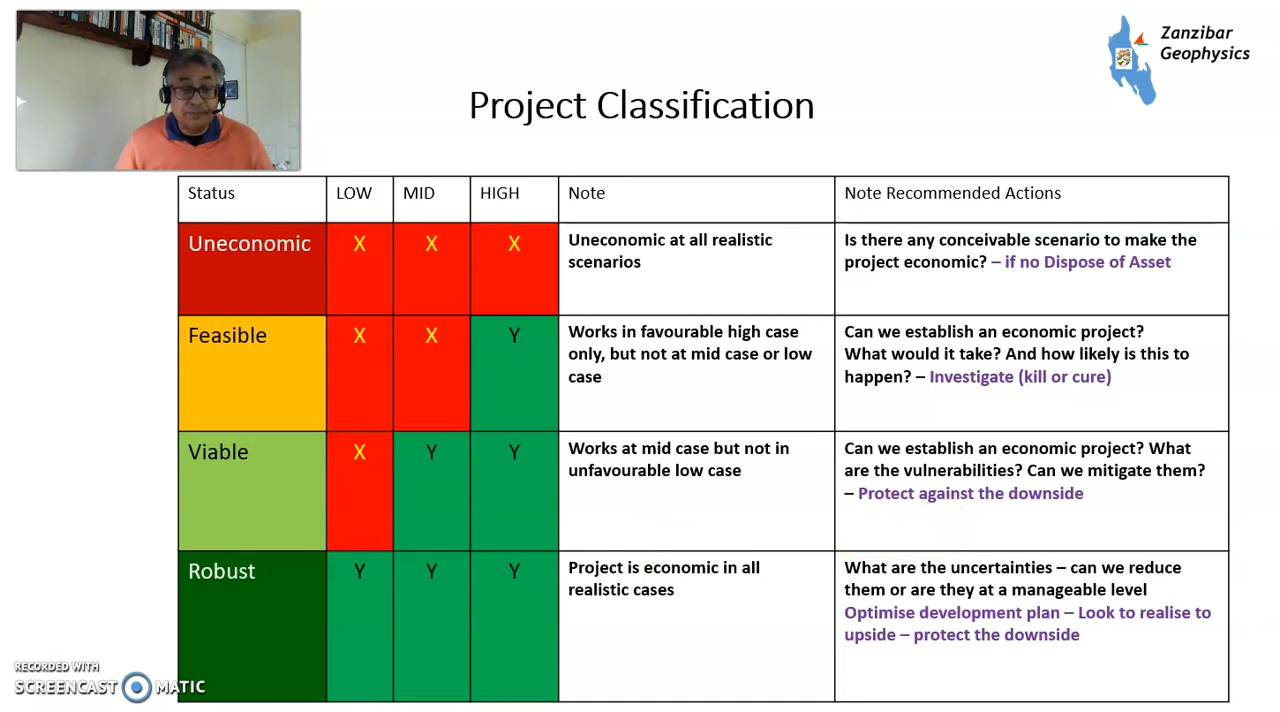 Zanzibar
Geophysics
Project Classification
Status
LOW
MID
HIGH
Note
Note Recommended Actions
Uneconomic
X
X
X
Uneconomic at all realistic
scenarios
Is there any conceivable scenario to make the
project economic? – if no Dispose of Asset
Feasible
X
X
Y
Works in favourable high case
only, but not at mid case or low
case
Can we establish an economic project?
What would it take? And how likely is this to
happen? – Investigate (kill or cure)
Viable
X
Y
Y
Works at mid case but not in
unfavourable low case
Can we establish an economic project? What
are the vulnerabilities? Can we mitigate them?
– Protect against the downside
Robust
Y
Y
Y
Project is economic in all
realistic cases
What are the uncertainties – can we reduce
them or are they at a manageable level
Optimise development plan – Look to realise to
upside – protect the downside
RECORDED WITH
SCREENCAST MATIC